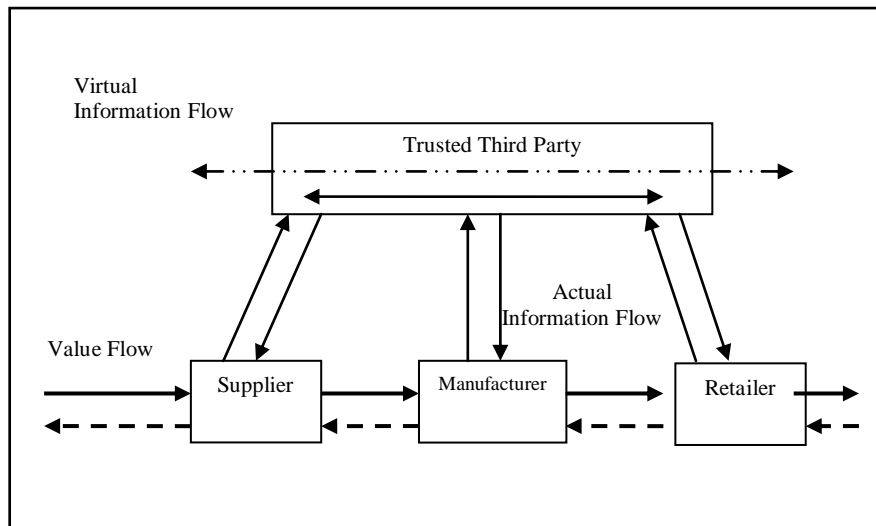 Virtual
Information Flow
Trusted Third Party
Actual
Information Flow
Value Flow
Supplier
Manufacturer
Retailer